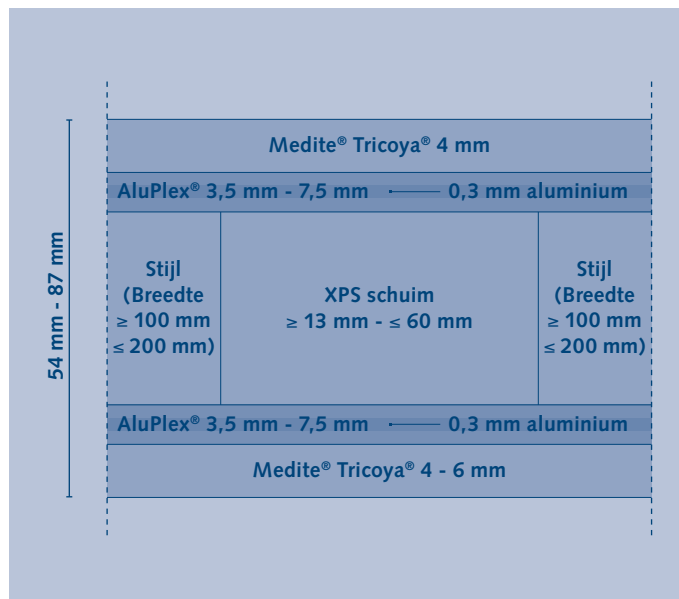 Medite® Tricoya® 4 mm
AluPlex® 3,5 mm - 7,5 mm 0,3 mm aluminium
54 mm - 87 mm
Stijl
(Breedte
≥ 100 mm
≤ 200 mm)
XPS schuim
≥ 13 mm - ≤ 60 mm
Stijl
(Breedte
≥ 100 mm
≤ 200 mm)
AluPlex® 3,5 mm - 7,5 mm 0,3 mm aluminium
Medite® Tricoya® 4 - 6 mm